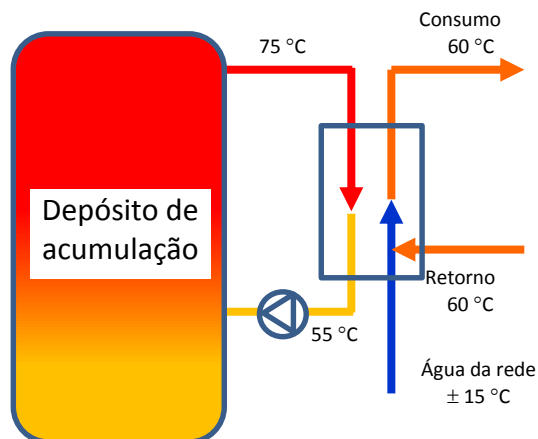 Consumo
60 °C
75 °C
Depósito de
acumulação
Retorno
60 °C
55 °C
Água da rede
± 15 °C